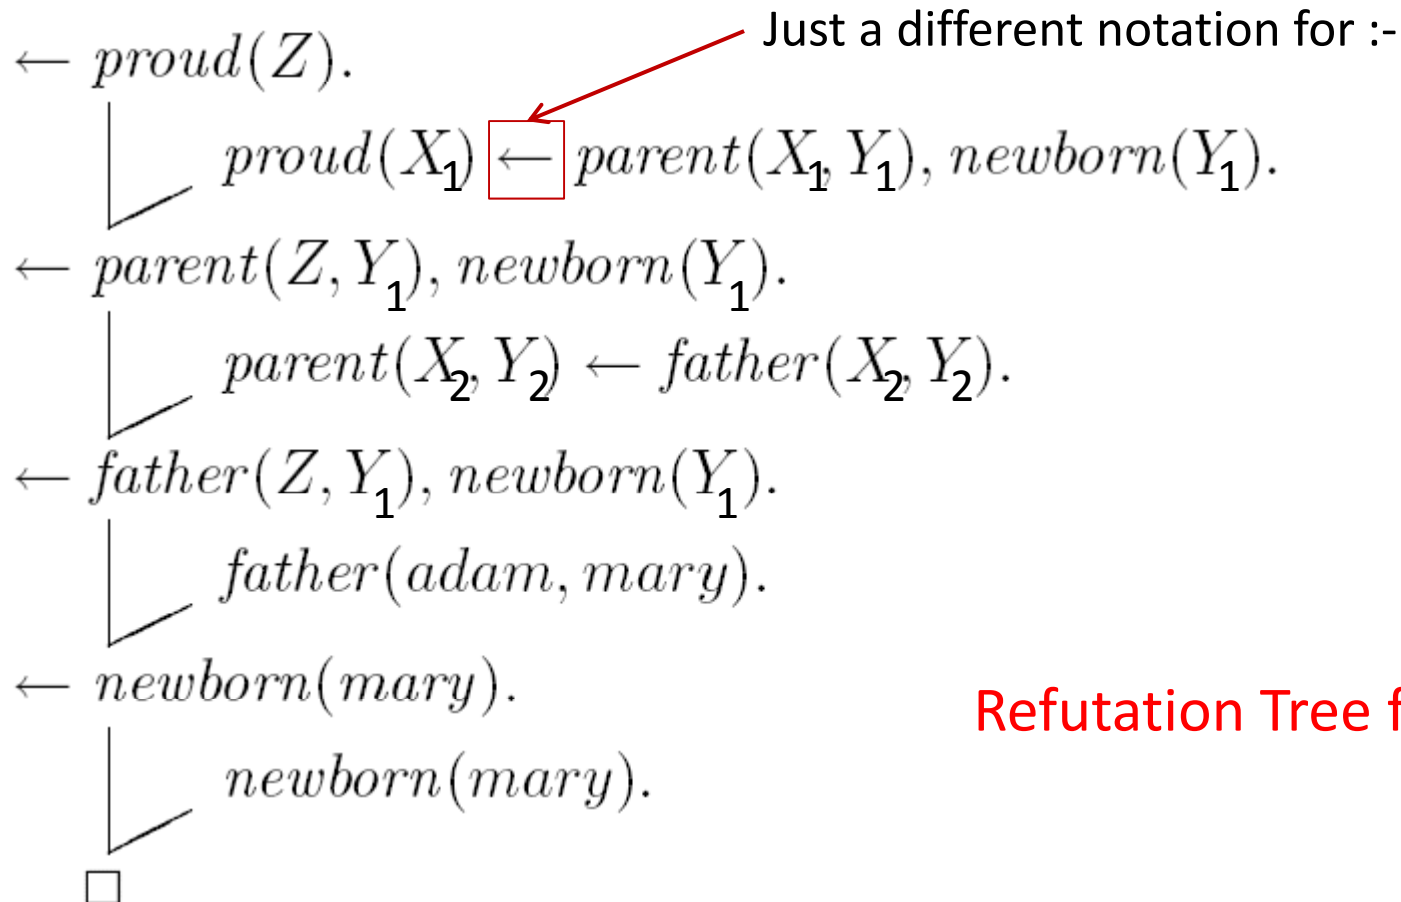 Just a different notation for :-
← proud(Z).
proud(X₁) ← parent(X₁, Y₁), newborn(Y₁).
← parent(Z, Y₁), newborn(Y₁).
parent(X₂, Y₂) ← father(X₂, Y₂).
← father(Z, Y₁), newborn(Y₁).
father(adam, mary).
← newborn(mary).
Refutation Tree f
newborn(mary).
□